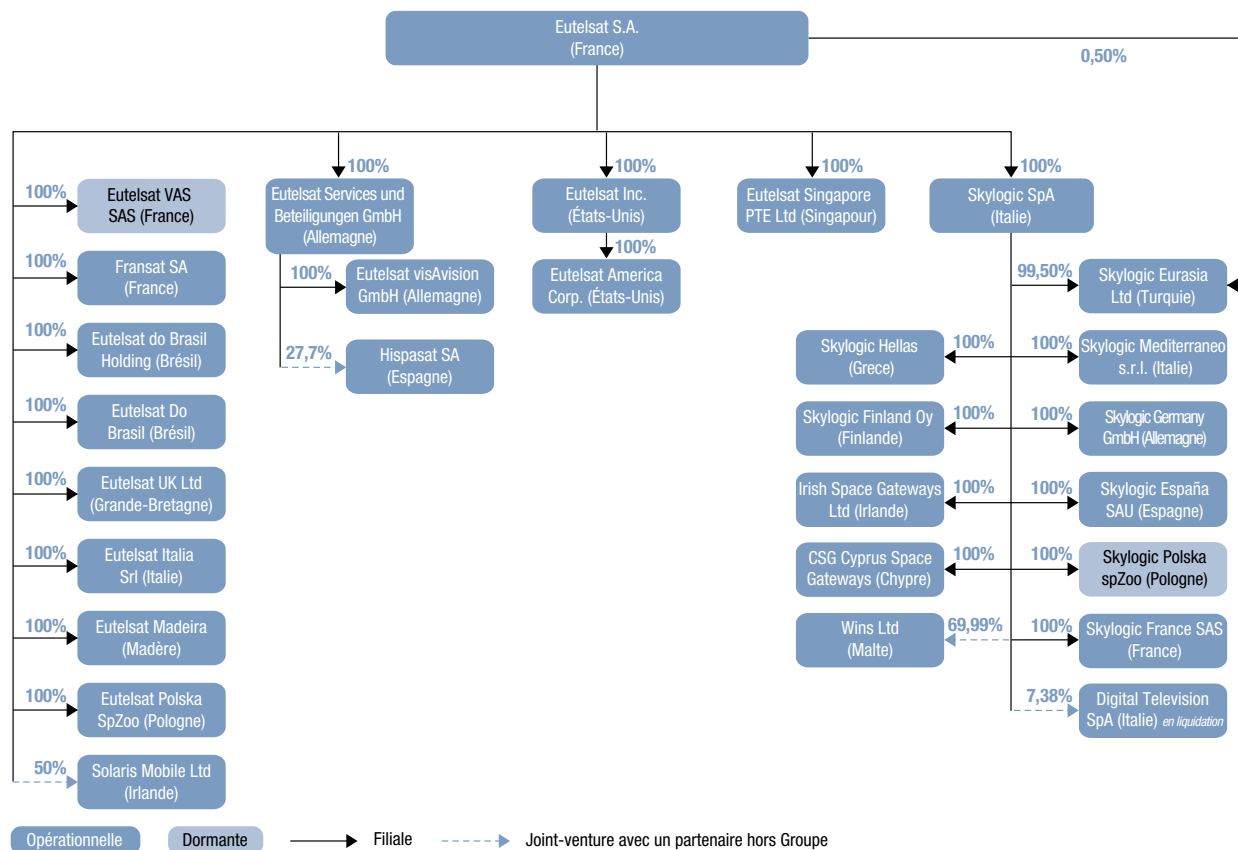 Eutelsat S.A.
(France)
0,50%
100%
Eutelsat VAS
SAS (France)
100%
Fransat SA
(France)
100%
Eutelsat do Brasil
Holding (Brésil)
100%
Eutelsat Do
Brasil (Brésil)
100%
Eutelsat UK Ltd
(Grande-Bretagne)
100%
Eutelsat Italia
Srl (Italie)
100%
Eutelsat Madeira
(Madère)
100%
Eutelsat Polska
SpZoo (Pologne)
50%
Solaris Mobile Ltd
(Irlande)
100%
Eutelsat Services und
Beteiligungen GmbH
(Allemagne)
100%
Eutelsat visAvision
GmbH (Allemagne)
27,7%
Hispasat SA
(Espagne)
100%
Eutelsat Inc.
(États-Unis)
100%
Eutelsat America
Corp. (États-Unis)
100%
Eutelsat Singapore
PTE Ltd (Singapour)
100%
Skylogic SpA
(Italie)
99,50%
Skylogic Eurasia
Ltd (Turquie)
Skylogic Hellas
(Grece)
100%
100%
Skylogic Mediterraneo
s.r.l. (Italie)
Skylogic Finland Oy
(Finlande)
100%
100%
Skylogic Germany
GmbH (Allemagne)
Irish Space Gateways
Ltd (Irlande)
100%
100%
Skylogic España
SAU (Espagne)
CSG Cyprus Space
Gateways (Chypre)
100%
100%
Skylogic Polska
spZoo (Pologne)
Wins Ltd
(Malte)
69,99%
100%
Skylogic France SAS
(France)
7,38%
Digital Television
SpA (Italie) en liquidation
Opérationnelle
Dormante
Filiale
Joint-venture avec un partenaire hors Groupe